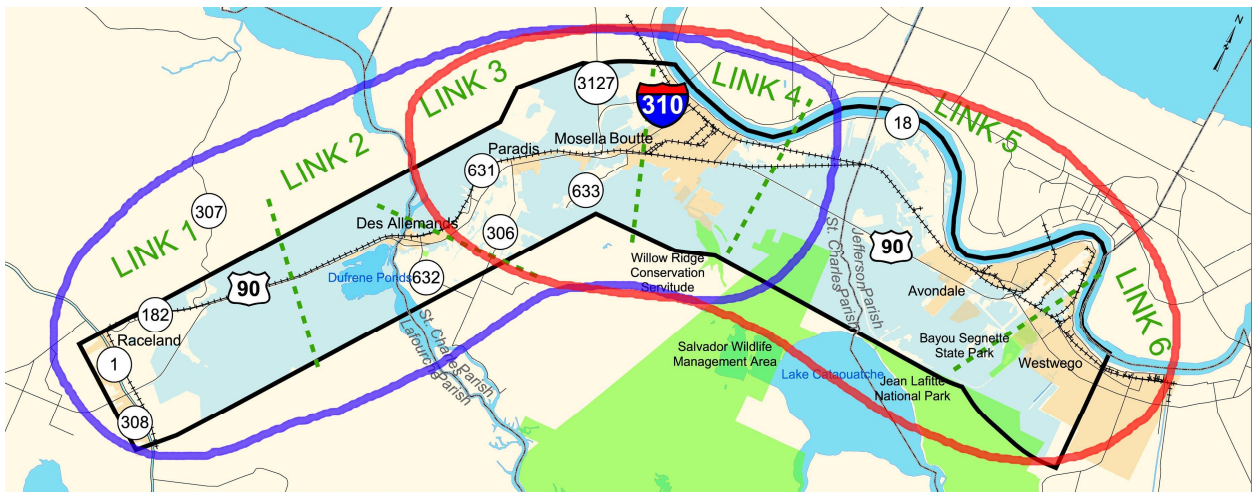 N
LINK 1
LINK 2
LINK 3
LINK 4
LINK 5
LINK 6
3127
310
18
Mosella Boutte
Paradis
631
633
307
Des Allemands
306
90
Dufrene Ponds
632
Willow Ridge
Conservation
Servitude
182
Raceland
1
308
St. Charles Parish
Lafourche Parish
St. Charles Parish
Jefferson Parish
90
Avondale
Bayou Segnette
State Park
Westwego
Salvador Wildlife
Management Area
Lake Cataouatche
Jean Lafitte
National Park